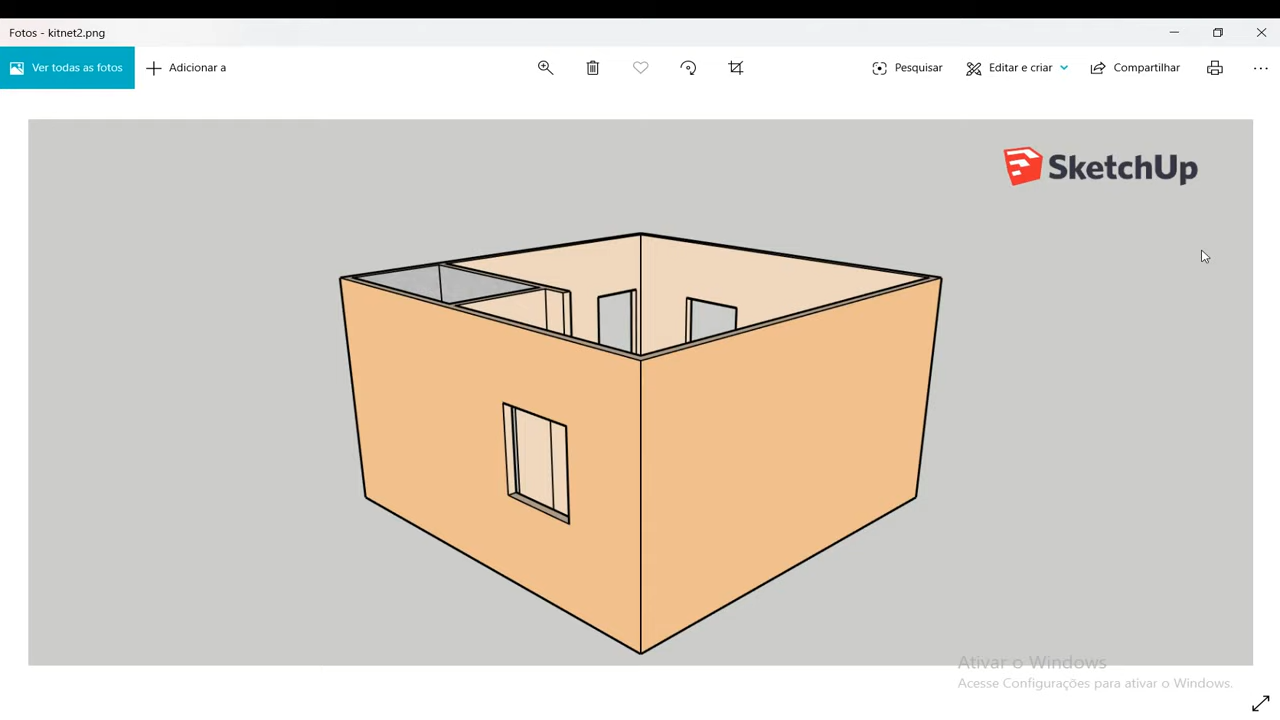 Fotos - kitnet2.png
Ver todas as fotos
Adicionar a
Pesquisar
Editar e criar
Compartilhar
SketchUp
Ativar o Windows
Acesse Configurações para ativar o Windows.